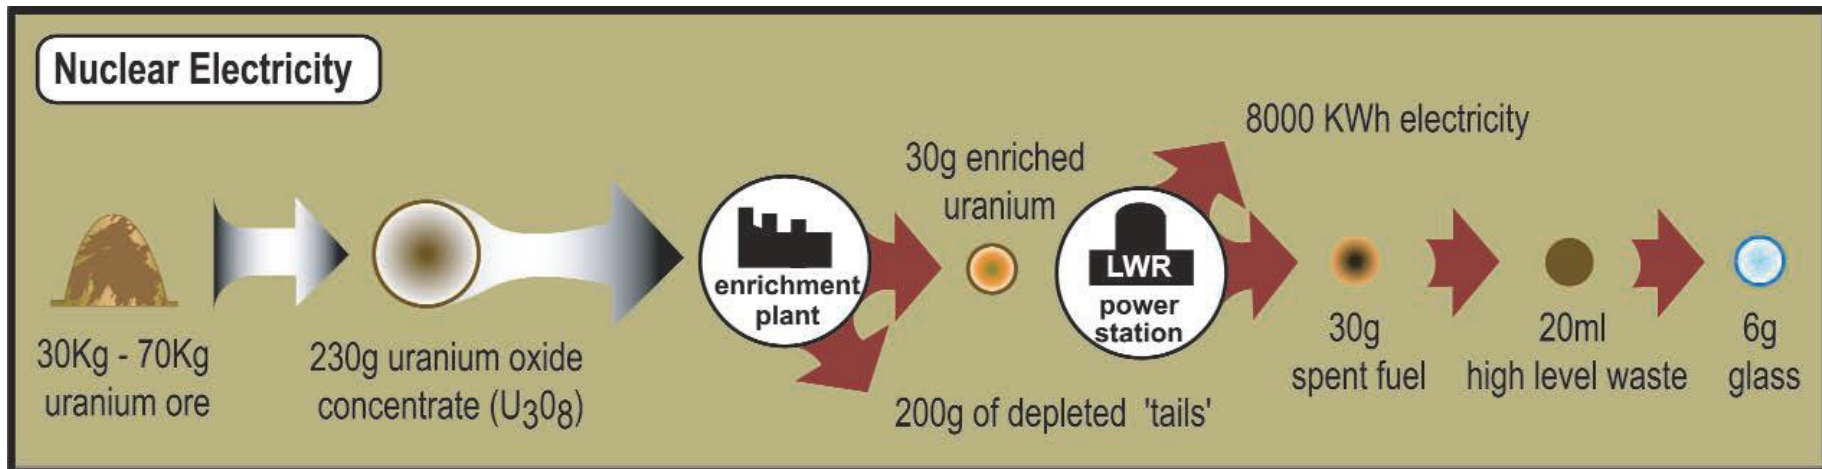 Nuclear Electricity
30Kg - 70Kg
uranium ore
230g uranium oxide
concentrate (U308)
enrichment
plant
30g enriched
uranium
200g of depleted 'tails'
LWR
power
station
8000 KWh electricity
30g
spent fuel
20ml
high level waste
6g
glass